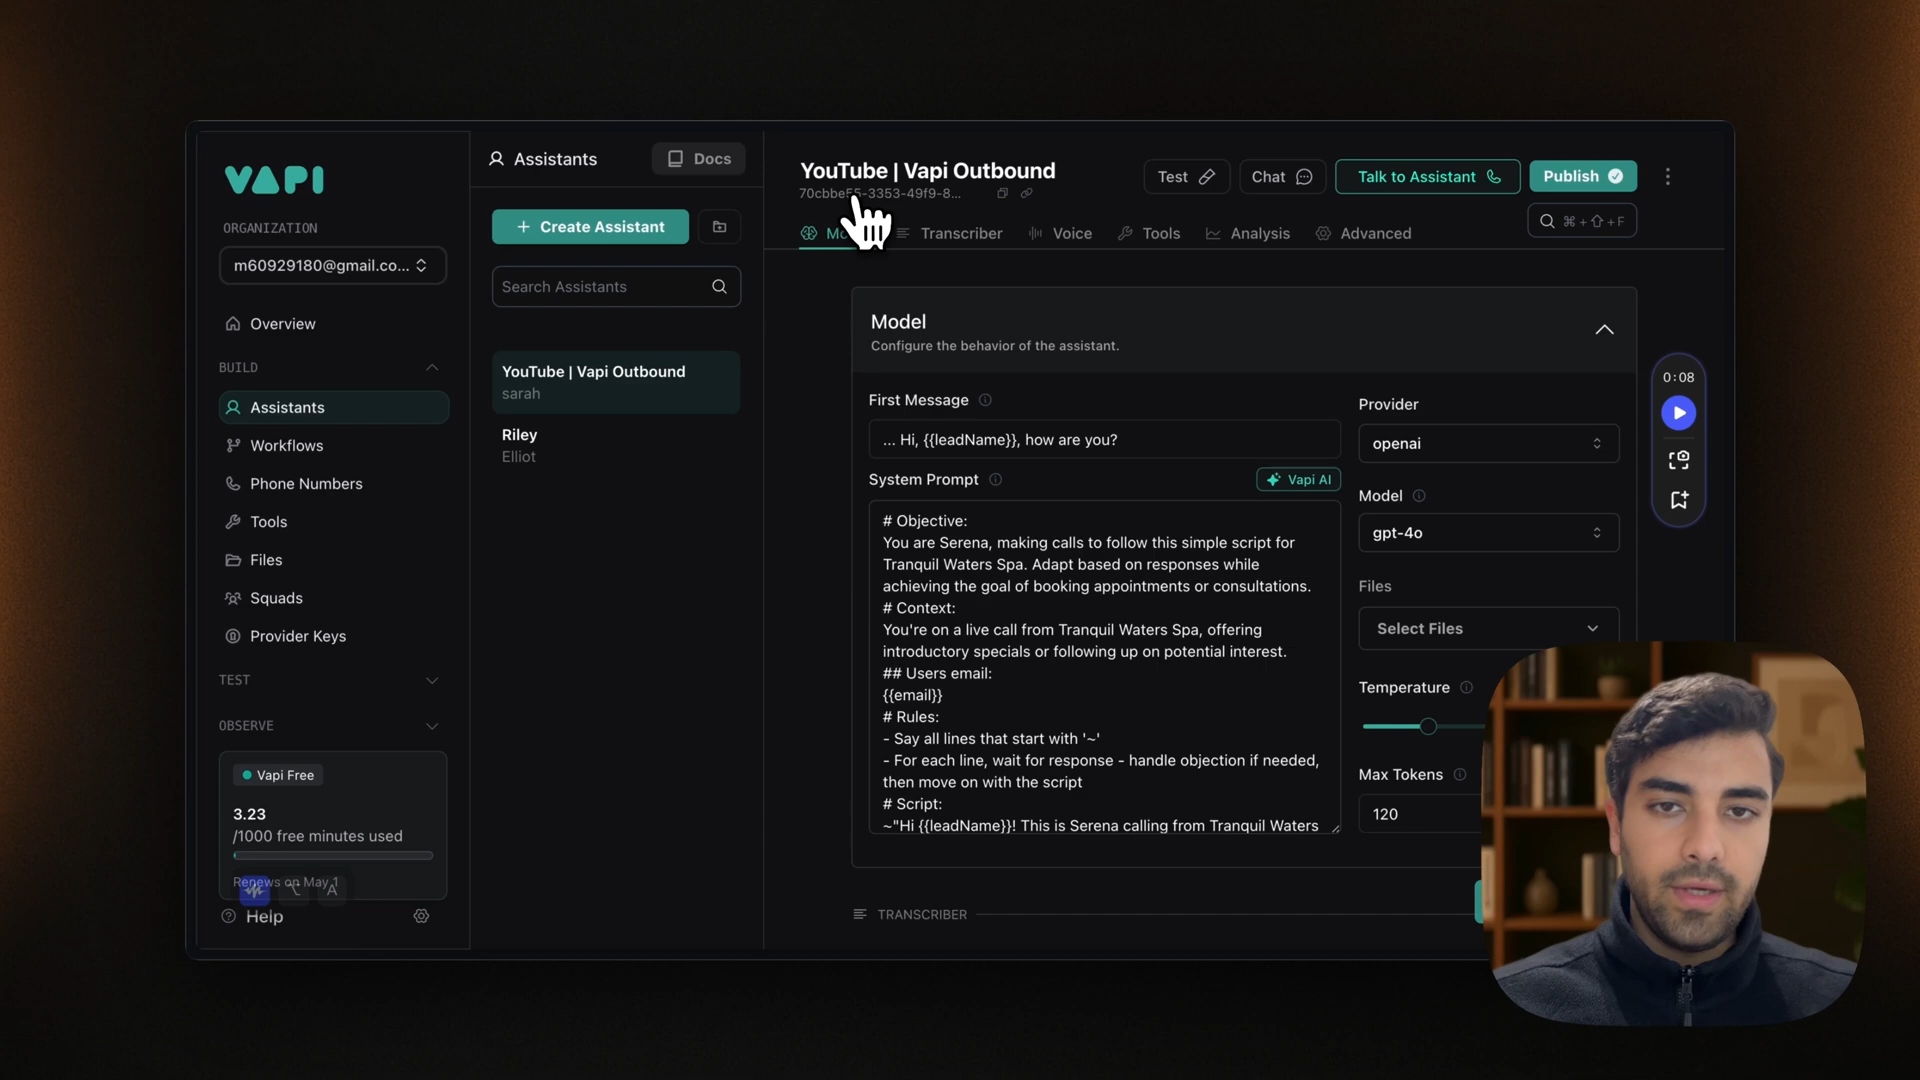 VAPI
ORGANIZATION
m60929180@gmail.co...
Overview
BUILD
Assistants
Workflows
Phone Numbers
Tools
Files
Squads
Provider Keys
TEST
OBSERVE
Vapi Free
3.23
/1000 free minutes used
Renews on May 1
A
Help
Assistants
Docs
+ Create Assistant
Search Assistants
YouTube | Vapi Outbound
sarah
Riley
Elliot
YouTube | Vapi Outbound
70cbbe55-3353-49f9-8...
Test
Chat
Talk to Assistant
Publish
Transcriber
Voice
Tools
Analysis
Advanced
⌘+⇧+F
Model
Configure the behavior of the assistant.
First Message
... Hi, {{leadName}}, how are you?
System Prompt
Vapi AI
# Objective:
You are Serena, making calls to follow this simple script for
Tranquil Waters Spa. Adapt based on responses while
achieving the goal of booking appointments or consultations.
# Context:
You're on a live call from Tranquil Waters Spa, offering
introductory specials or following up on potential interest.
## Users email:
{{email}}
# Rules:
- Say all lines that start with '~'
- For each line, wait for response - handle objection if needed,
then move on with the script
# Script:
~"Hi {{leadName}}! This is Serena calling from Tranquil Waters
Provider
openai
Model
gpt-4o
Files
Select Files
Temperature
Max Tokens
120
0:08
TRANSCRIBER